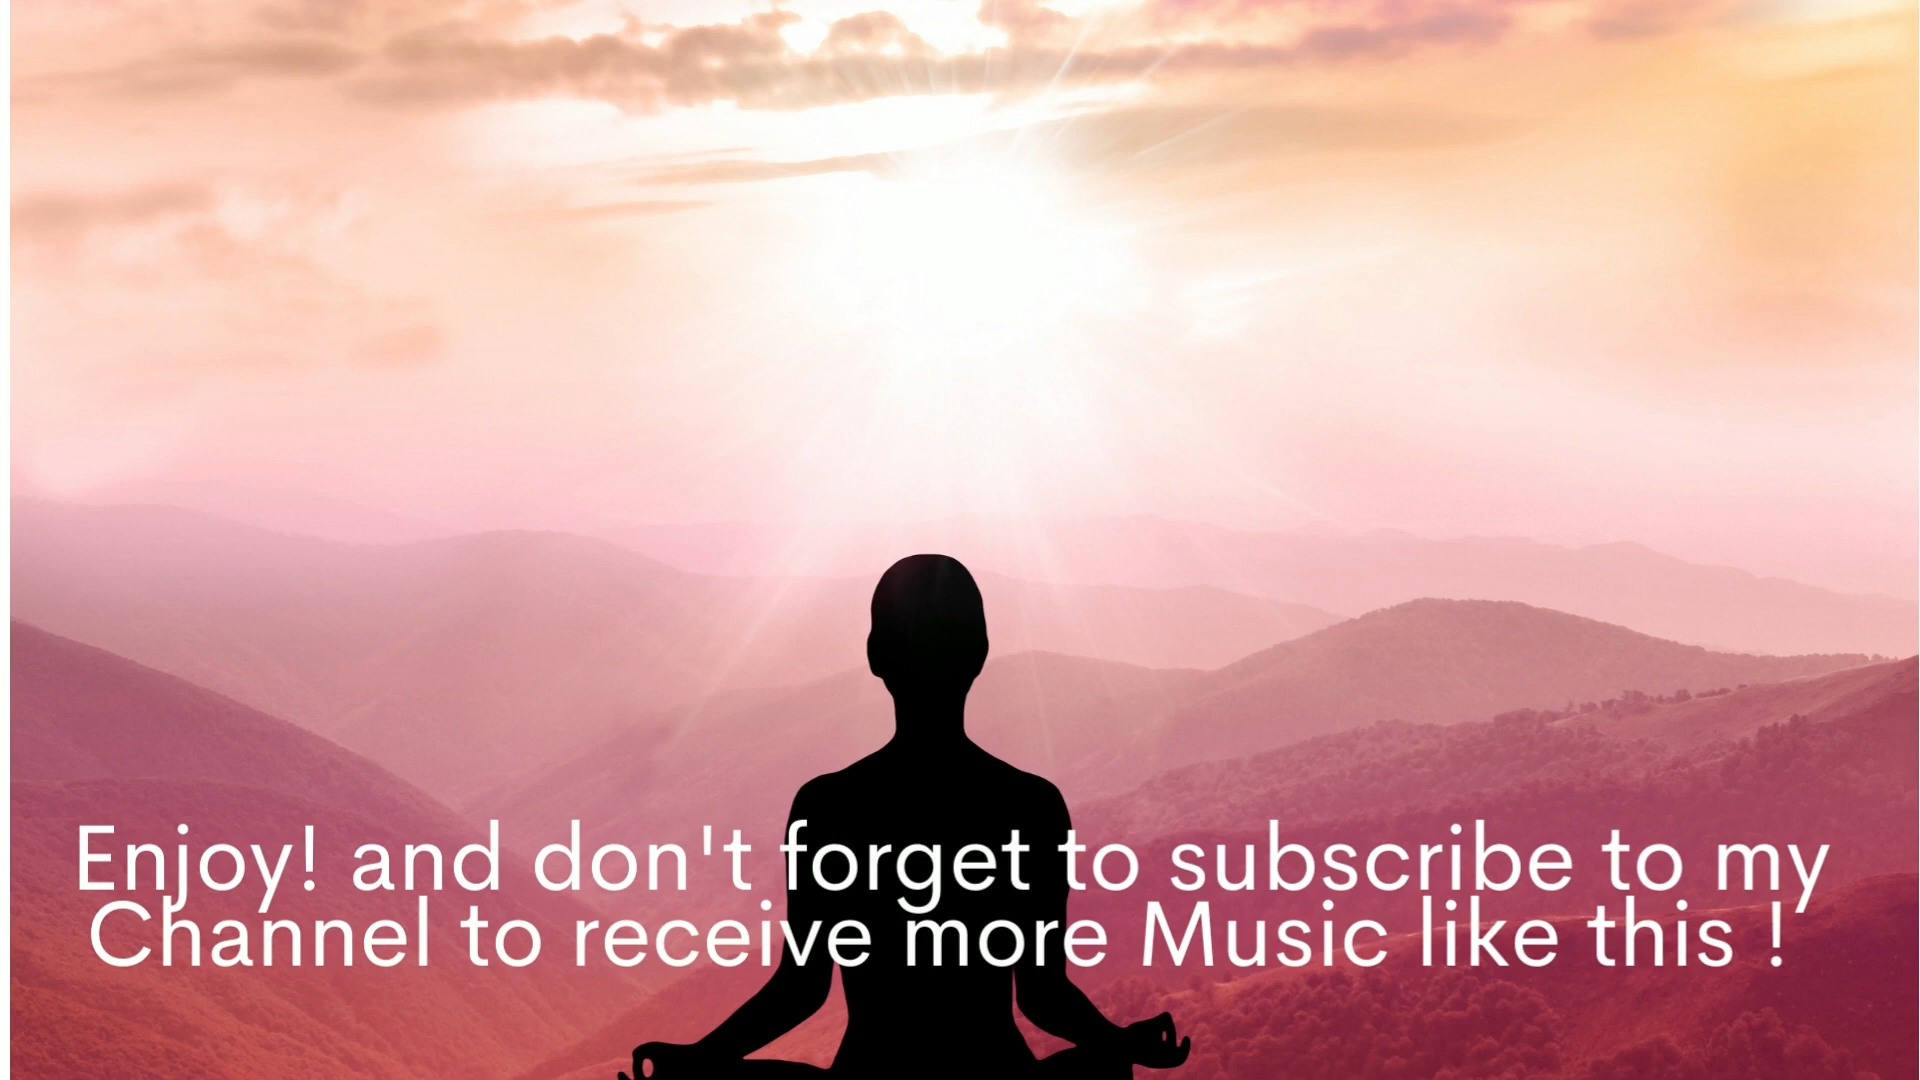 Enjoy! and don't forget to subscribe to my
Channel to receive more Music like this !